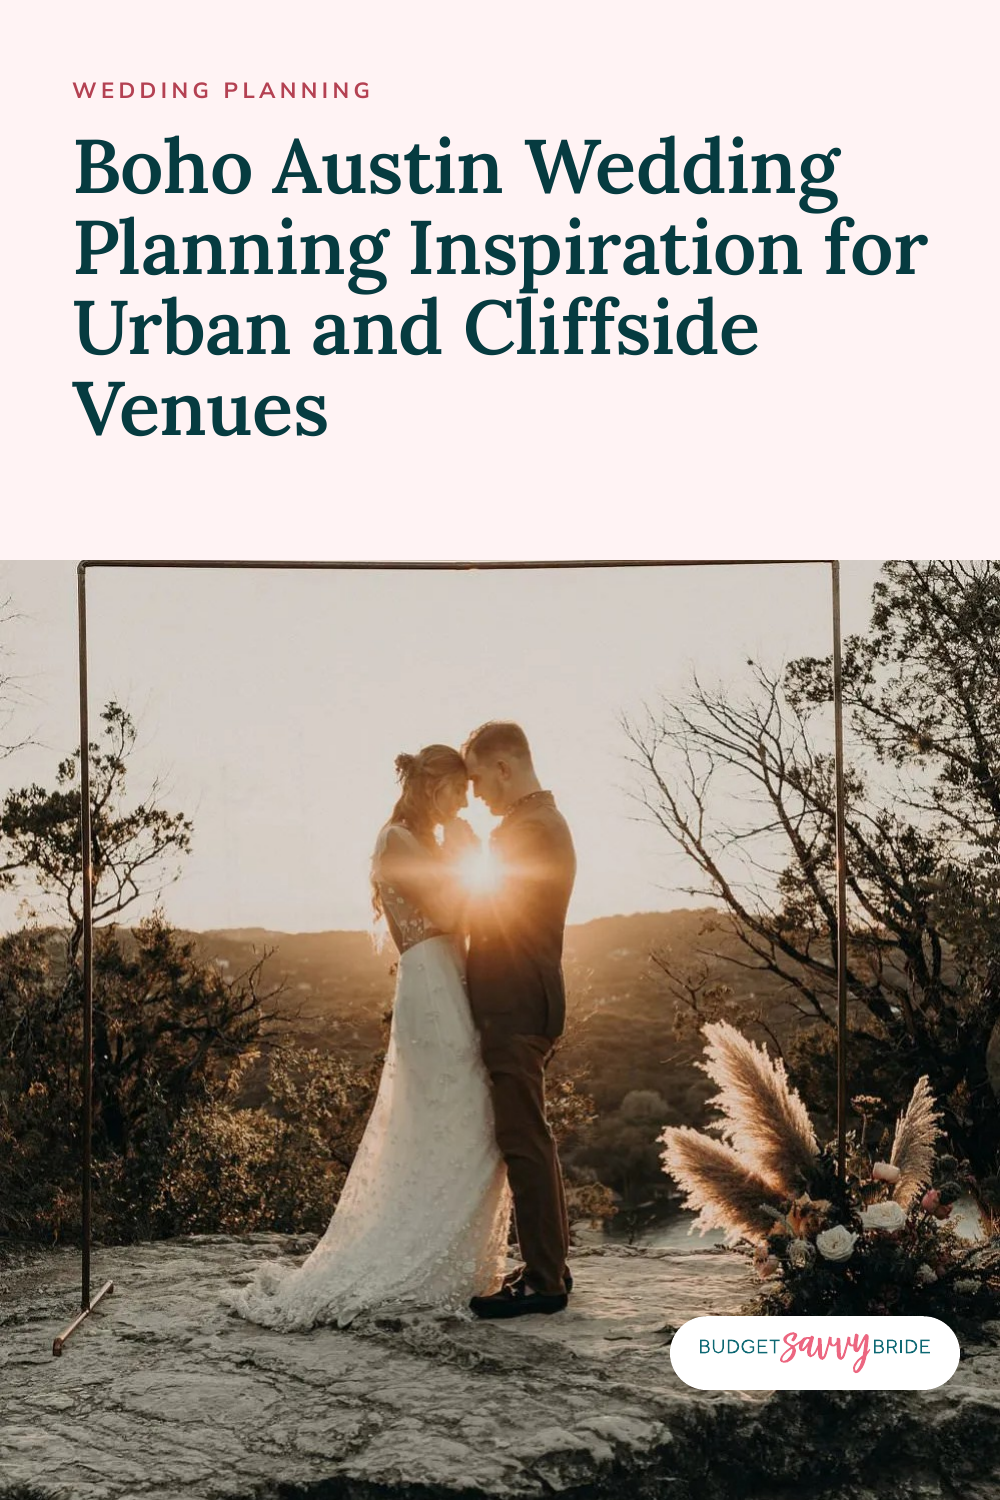 WEDDING PLANNING
Boho Austin Wedding
Planning Inspiration for
Urban and Cliffside
Venues
BUDGET savvy BRIDE